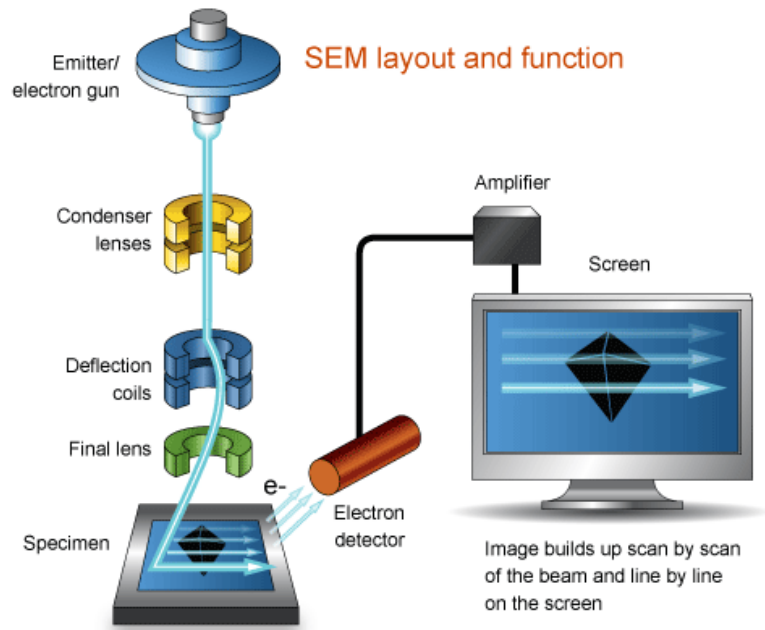 SEM layout and function
Emitter/
electron gun
Condenser
lenses
Amplifier
Screen
Deflection
coils
Final lens
e-
Electron
detector
Specimen
Image builds up scan by scan
of the beam and line by line
on the screen